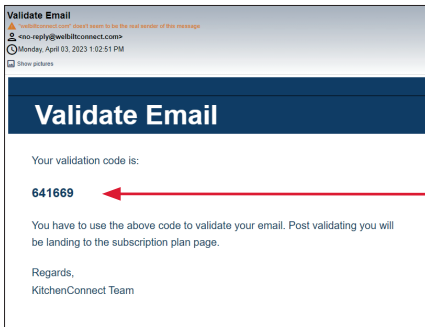 Validate Email
"welbiltconnect.com" doesn't seem to be the real sender of this message
<no-reply@welbiltconnect.com>
Monday, April 03, 2023 1:02:51 PM
Show pictures
Validate Email
Your validation code is:
641669
You have to use the above code to validate your email. Post validating you will
be landing to the subscription plan page.
Regards,
KitchenConnect Team